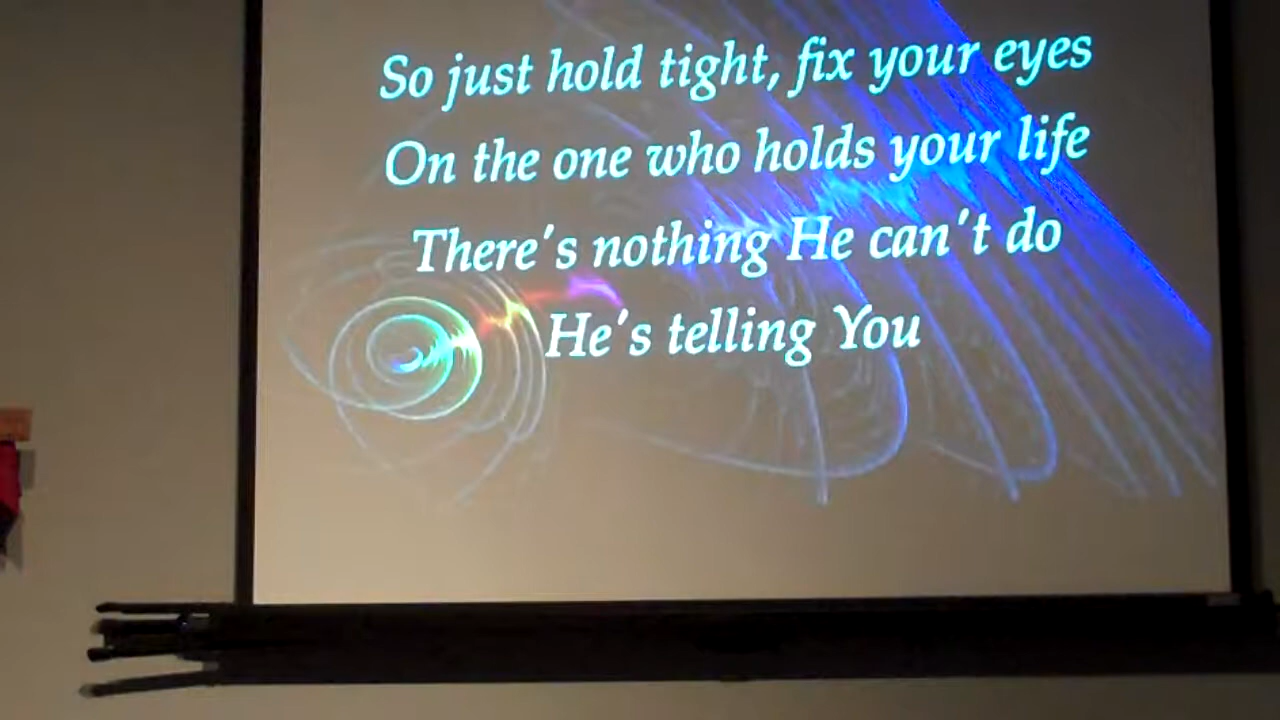 So just hold tight, fix your eyes
On the one who holds your life
There's nothing He can't do
He's telling You